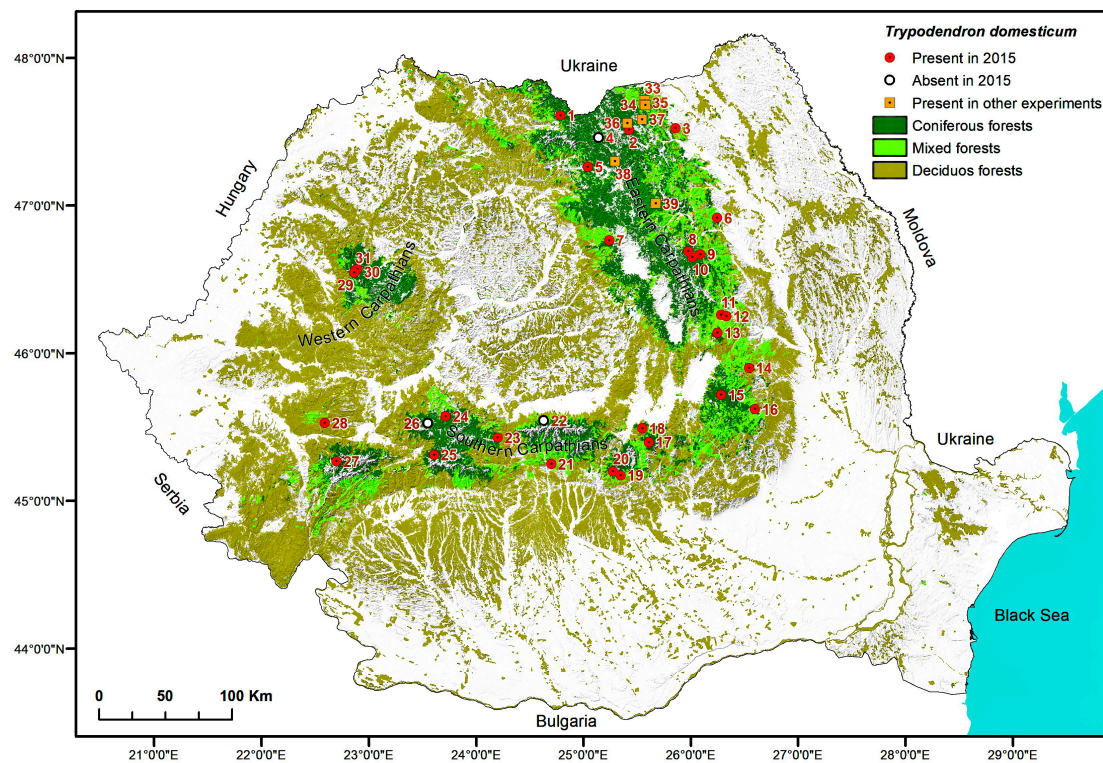 Trypodendron domesticum
Present in 2015
Absent in 2015
Present in other experiments
Coniferous forests
Mixed forests
Deciduos forests
48°0'0"N
47°0'0"N
46°0'0"N
45°0'0"N
44°0'0"N
Ukraine
Hungary
Moldova
Serbia
Ukraine
Black Sea
Bulgaria
Eastern Carpathians
Western Carpathians
Southern Carpathians
33
34
35
1
36
37
3
4
2
5
38
39
6
7
8
9
10
31
30
29
11
12
13
14
15
16
28
26
24
22
23
18
17
27
25
21
20
19
0 50 100 Km
21°0'0"E 22°0'0"E 23°0'0"E 24°0'0"E 25°0'0"E 26°0'0"E 27°0'0"E 28°0'0"E 29°0'0"E